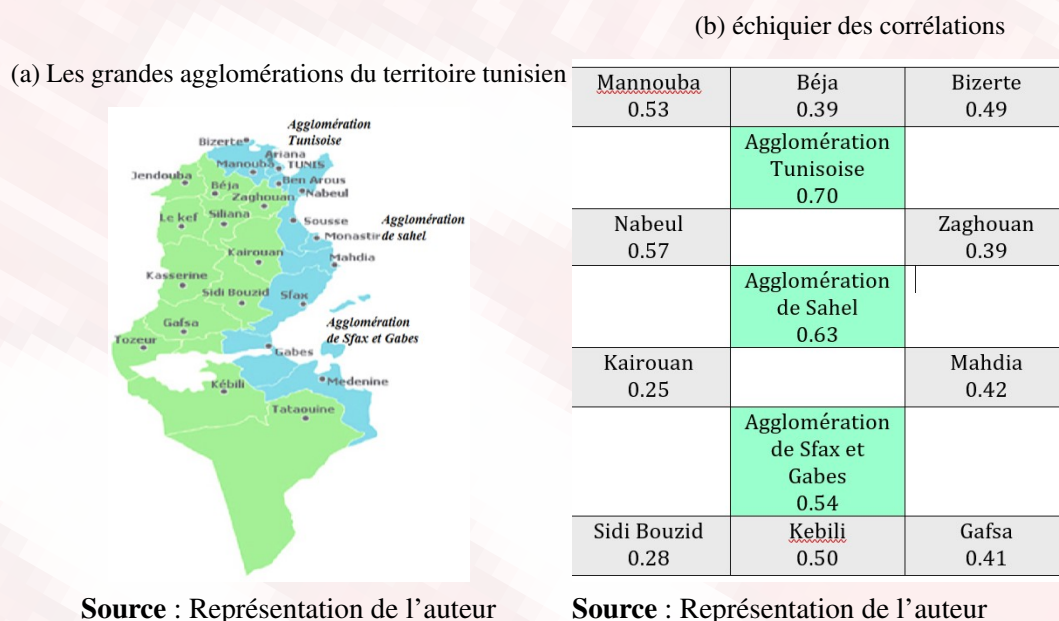 (b) échiquier des corrélations
(a) Les grandes agglomérations du territoire tunisien
Agglomération
Tunisoise
Bizerte
Ariana
Manouba
TUNIS
Jendouba
Béja
Ben Arous
Zaghouan
Nabeul
Le kef
Siliana
Sousse
Agglomération
Monastir de sahel
Kairouan
Mahdia
Kasserine
Sidi Bouzid
Sfax
Gafsa
Agglomération
de Sfax et Gabes
Tozeur
Gabes
Kébili
Medenine
Tataouine
Mannouba
0.53
Béja
0.39
Bizerte
0.49
Agglomération
Tunisoise
0.70
Nabeul
0.57
Zaghouan
0.39
Agglomération
de Sahel
0.63
Kairouan
0.25
Mahdia
0.42
Agglomération
de Sfax et
Gabes
0.54
Sidi Bouzid
0.28
Kebili
0.50
Gafsa
0.41
Source : Représentation de l'auteur
Source : Représentation de l'auteur